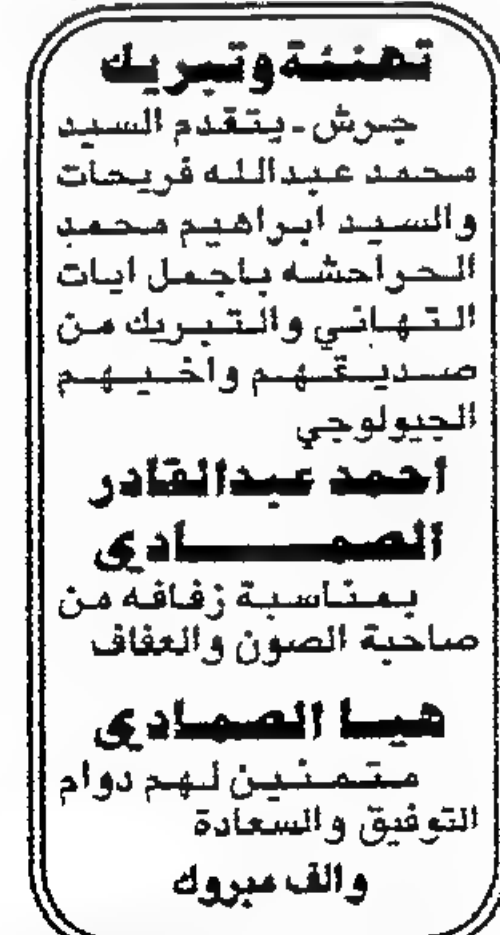 تهنئة وتبريك
جرش - يتقدم السيد
محمد عبدالله فريحات
والسيد ابراهيم محمد
الحراحشه باجمل ايات
التهاني والتبريك من
صديقهم واخيهم
الجيولوجي
احمد عبدالقادر
الصمادي
بمناسبة زفافه من
صاحبة الصون والعفاف
هيا الصمادي
متمنين لهم دوام
التوفيق والسعادة
والف مبروك